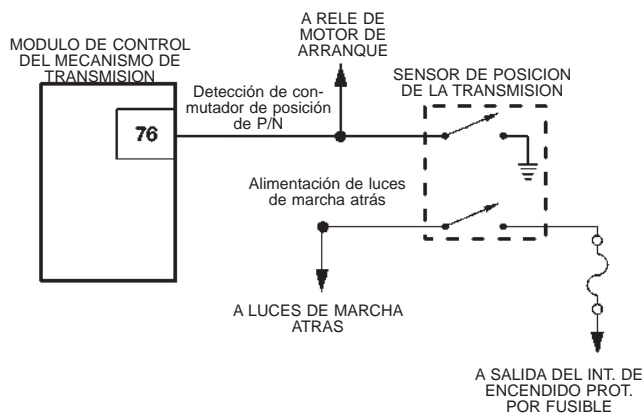 A RELE DE
MOTOR DE
ARRANQUE
MODULO DE CONTROL
DEL MECANISMO DE
TRANSMISION
SENSOR DE POSICION
DE LA TRANSMISION
Detección de con-
mutador de posición
de P/N
76
Alimentación de luces
de marcha atrás
A LUCES DE MARCHA
ATRAS
A SALIDA DEL INT. DE
ENCENDIDO PROT.
POR FUSIBLE